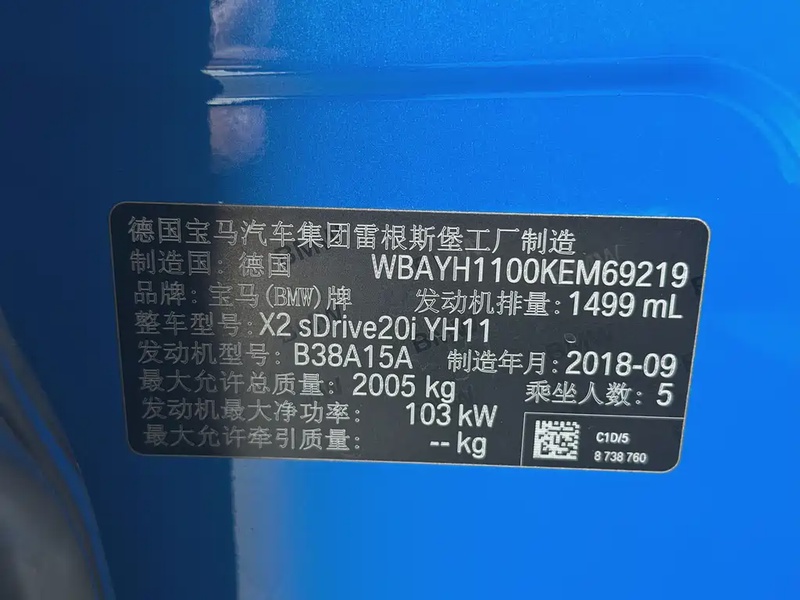 德国宝马汽车集团雷根斯堡工厂制造
制造国：德国 WBAYH1100KEM69219
品牌：宝马(BMW)牌 发动机排量：1499 mL
整车型号：X2 sDrive20i YH11
发动机型号：B38A15A 制造年月：2018-09
最大允许总质量：2005 kg 乘坐人数：5
发动机最大净功率：103 kW
最大允许牵引质量：-- kg
C1D/5
8 738 760